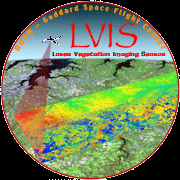 NASA - Goddard Space Flight Center
LVIS
Laser Vegetation Imaging Sensor